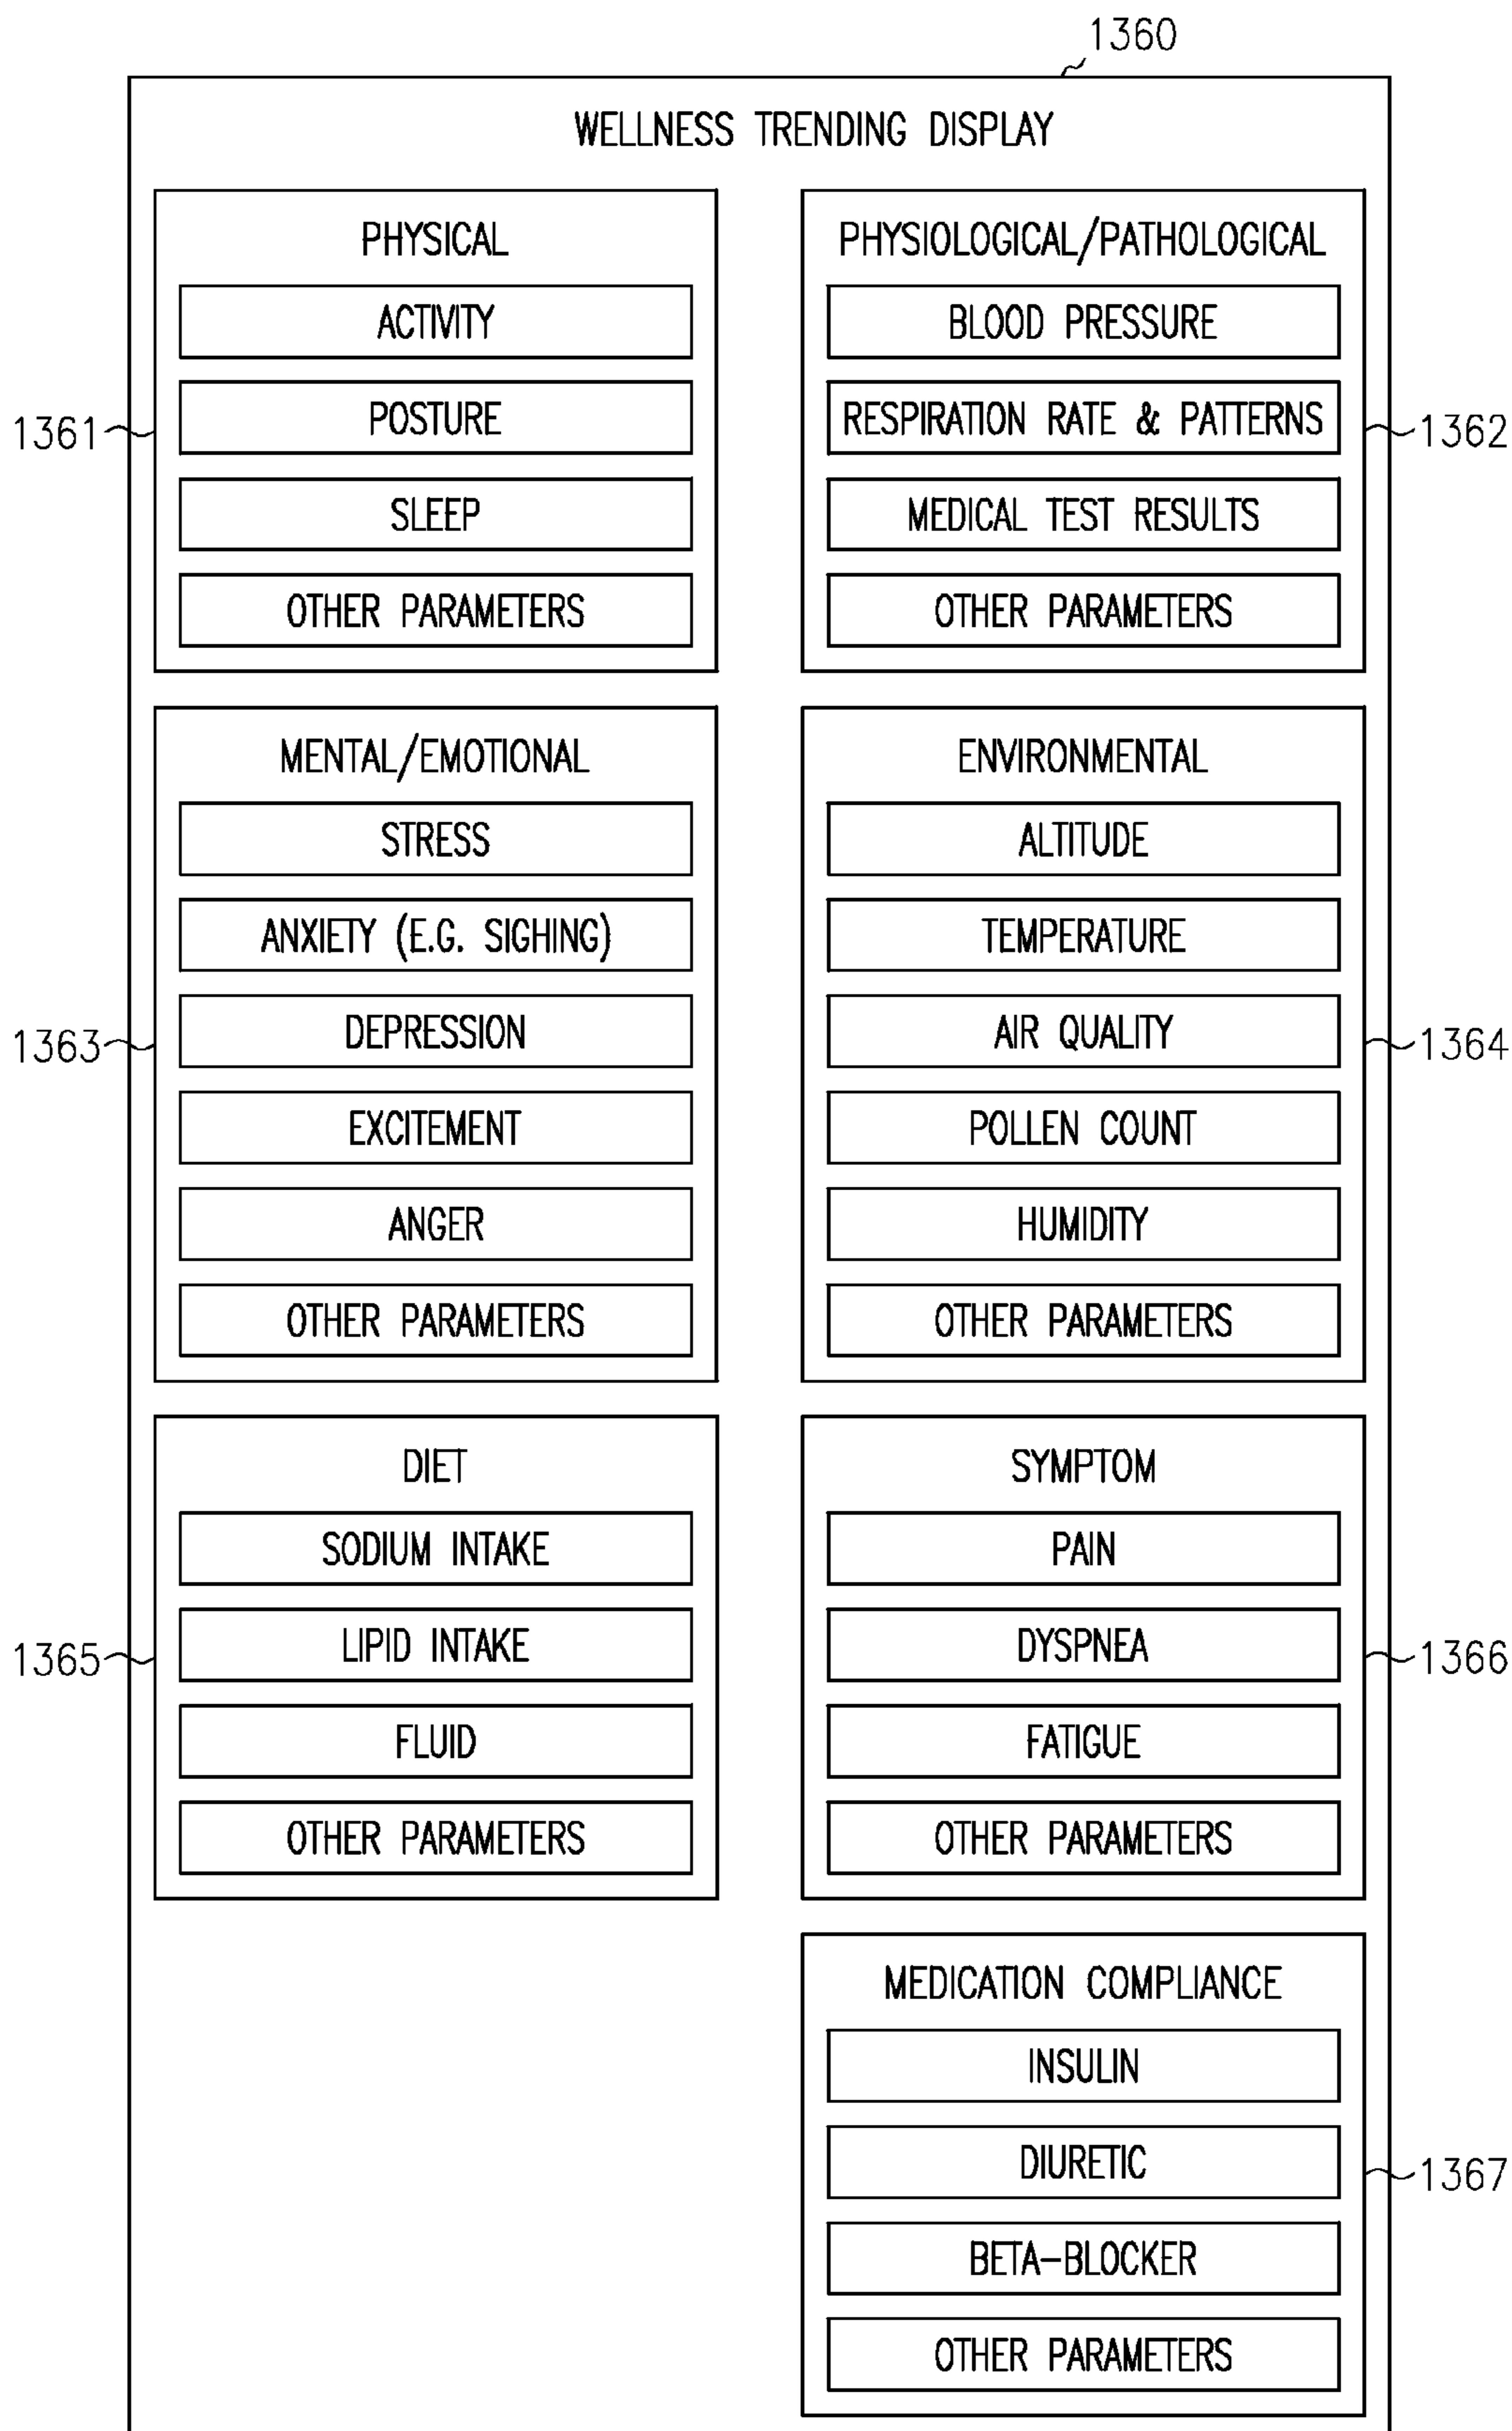 1360
WELLNESS TRENDING DISPLAY
PHYSICAL
ACTIVITY
POSTURE
SLEEP
OTHER PARAMETERS
1361
PHYSIOLOGICAL/PATHOLOGICAL
BLOOD PRESSURE
RESPIRATION RATE & PATTERNS
MEDICAL TEST RESULTS
OTHER PARAMETERS
1362
MENTAL/EMOTIONAL
STRESS
ANXIETY (E.G. SIGHING)
DEPRESSION
EXCITEMENT
ANGER
OTHER PARAMETERS
1363
ENVIRONMENTAL
ALTITUDE
TEMPERATURE
AIR QUALITY
POLLEN COUNT
HUMIDITY
OTHER PARAMETERS
1364
DIET
SODIUM INTAKE
LIPID INTAKE
FLUID
OTHER PARAMETERS
1365
SYMPTOM
PAIN
DYSPNEA
FATIGUE
OTHER PARAMETERS
1366
MEDICATION COMPLIANCE
INSULIN
DIURETIC
BETA-BLOCKER
OTHER PARAMETERS
1367